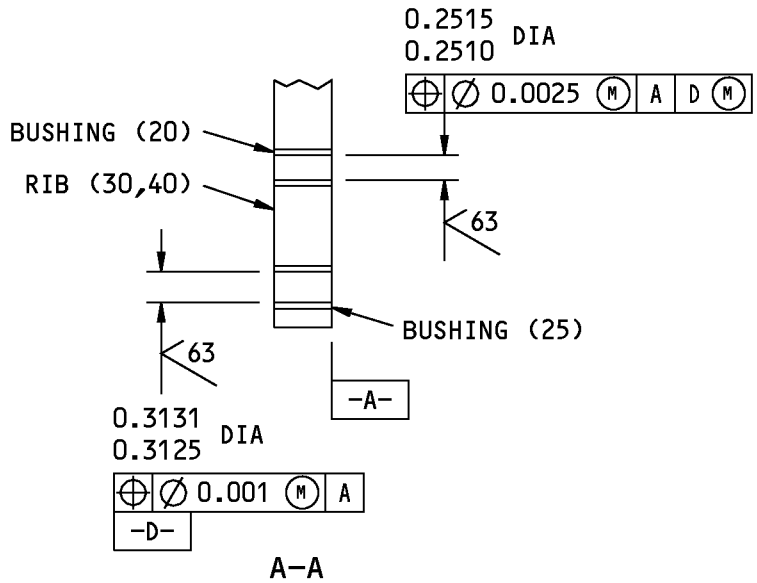 0.2515
0.2510 DIA
⌖ ⌀ 0.0025 Ⓜ A D Ⓜ
BUSHING (20)
RIB (30,40)
63
BUSHING (25)
63
-A-
0.3131
0.3125 DIA
⌖ ⌀ 0.001 Ⓜ A
-D-
A-A